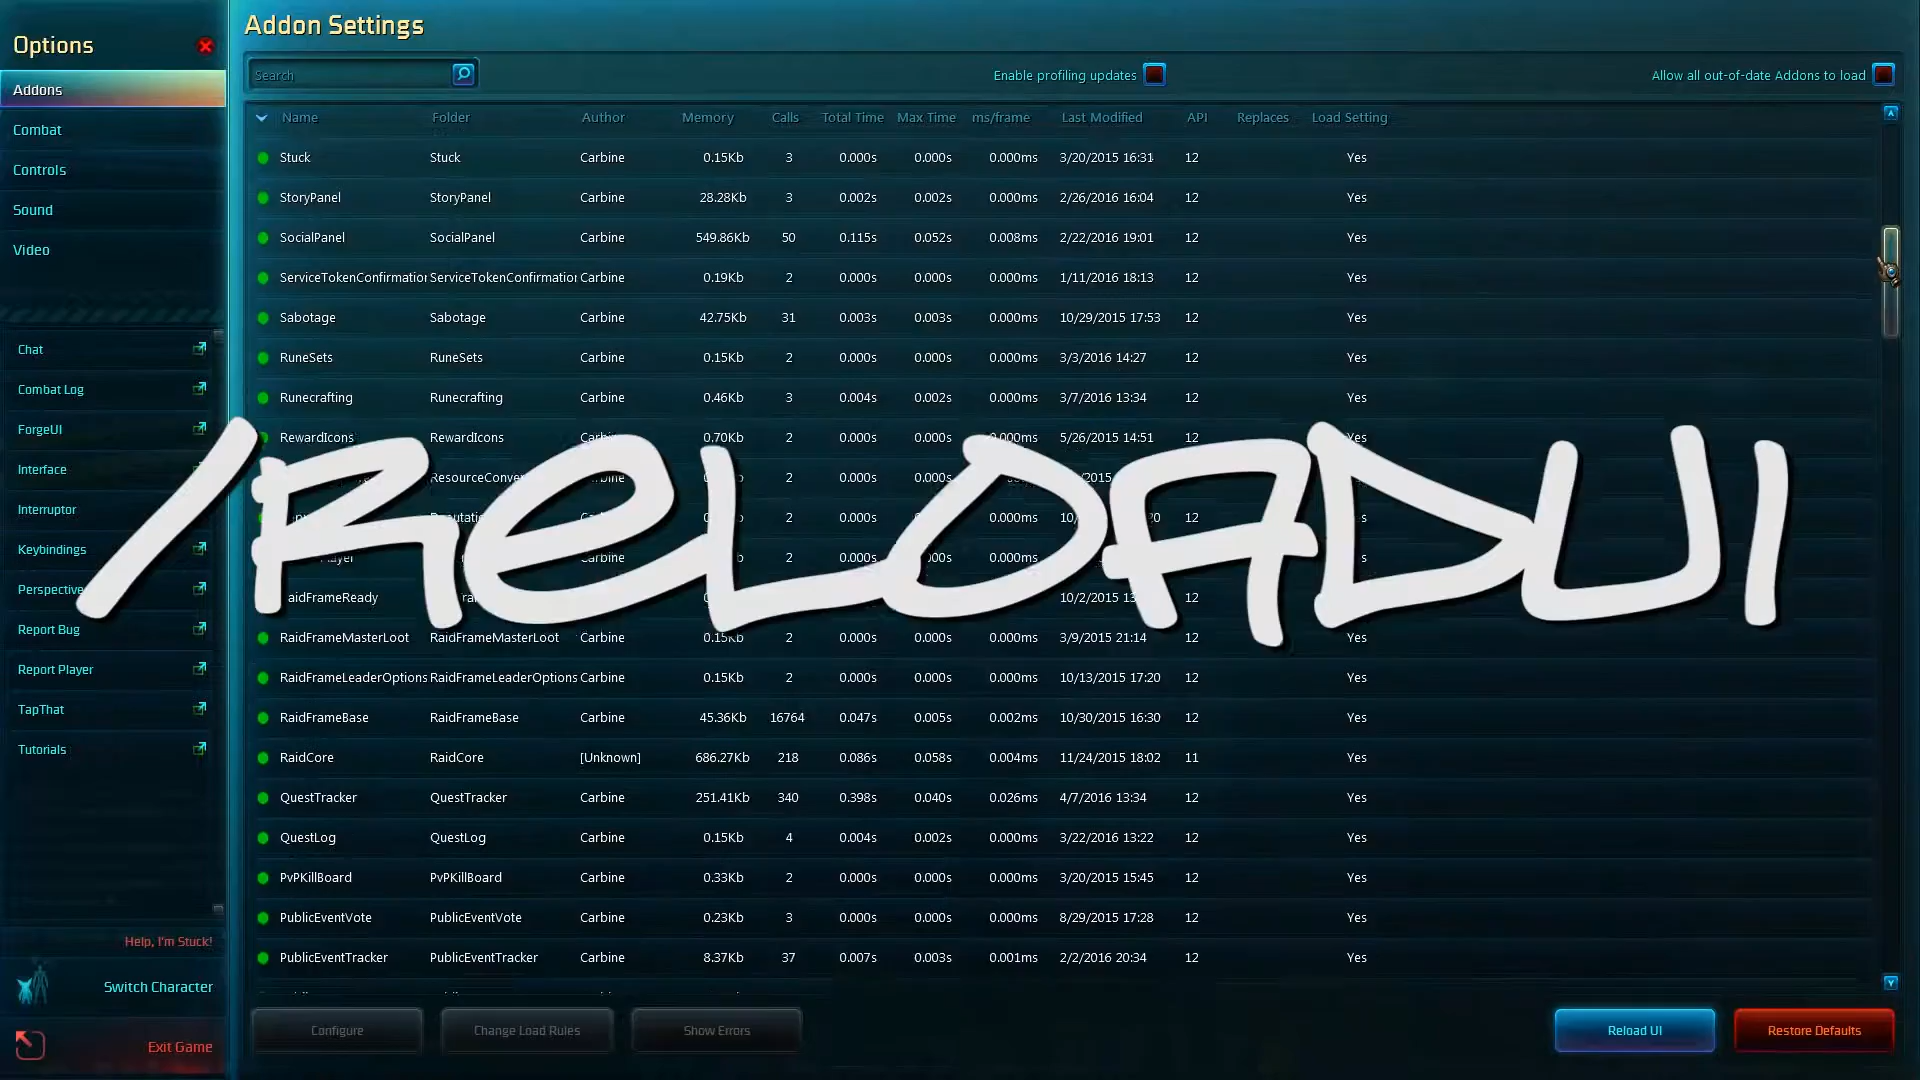 Options
Addons
Combat
Controls
Sound
Video
Chat
Combat Log
ForgeUI
Interface
Interruptor
Keybindings
Perspective
Report Bug
Report Player
TapThat
Tutorials
Help, I'm Stuck!
Switch Character
Exit Game
Addon Settings
Search
Enable profiling updates
Allow all out-of-date Addons to load
Name Folder Author Memory Calls Total Time Max Time ms/frame Last Modified API Replaces Load Setting
Stuck Stuck Carbine 0.15Kb 3 0.000s 0.000s 0.000ms 3/20/2015 16:31 12 Yes
StoryPanel StoryPanel Carbine 28.28Kb 3 0.002s 0.002s 0.000ms 2/26/2016 16:04 12 Yes
SocialPanel SocialPanel Carbine 549.86Kb 50 0.115s 0.052s 0.008ms 2/22/2016 19:01 12 Yes
ServiceTokenConfirmation ServiceTokenConfirmation Carbine 0.19Kb 2 0.000s 0.000s 0.000ms 1/11/2016 18:13 12 Yes
Sabotage Sabotage Carbine 42.75Kb 31 0.003s 0.003s 0.000ms 10/29/2015 17:53 12 Yes
RuneSets RuneSets Carbine 0.15Kb 2 0.000s 0.000s 0.000ms 3/3/2016 14:27 12 Yes
Runecrafting Runecrafting Carbine 0.46Kb 3 0.004s 0.002s 0.000ms 3/7/2016 13:34 12 Yes
RewardIcons RewardIcons Carbine 0.70Kb 2 0.000s 0.000s 0.000ms 5/26/2015 14:51 12 Yes
2 0.000s 0.000s
2 0.000s 0.000s 0.000ms 12
2 0.000s 0.000ms
/RELOADUI
10/2/2015 12
RaidFrameMasterLoot RaidFrameMasterLoot Carbine 0.15Kb 2 0.000s 0.000s 0.000ms 3/9/2015 21:14 12 Yes
RaidFrameLeaderOptions RaidFrameLeaderOptions Carbine 0.15Kb 2 0.000s 0.000s 0.000ms 10/13/2015 17:20 12 Yes
RaidFrameBase RaidFrameBase Carbine 45.36Kb 16764 0.047s 0.005s 0.002ms 10/30/2015 16:30 12 Yes
RaidCore RaidCore [Unknown] 686.27Kb 218 0.086s 0.058s 0.004ms 11/24/2015 18:02 11 Yes
QuestTracker QuestTracker Carbine 251.41Kb 340 0.398s 0.040s 0.026ms 4/7/2016 13:34 12 Yes
QuestLog QuestLog Carbine 0.15Kb 4 0.004s 0.002s 0.000ms 3/22/2016 13:22 12 Yes
PvPKillBoard PvPKillBoard Carbine 0.33Kb 2 0.000s 0.000s 0.000ms 3/20/2015 15:45 12 Yes
PublicEventVote PublicEventVote Carbine 0.23Kb 3 0.000s 0.000s 0.000ms 8/29/2015 17:28 12 Yes
PublicEventTracker PublicEventTracker Carbine 8.37Kb 37 0.007s 0.003s 0.001ms 2/2/2016 20:34 12 Yes
Configure Change Load Rules Show Errors Reload UI Restore Defaults